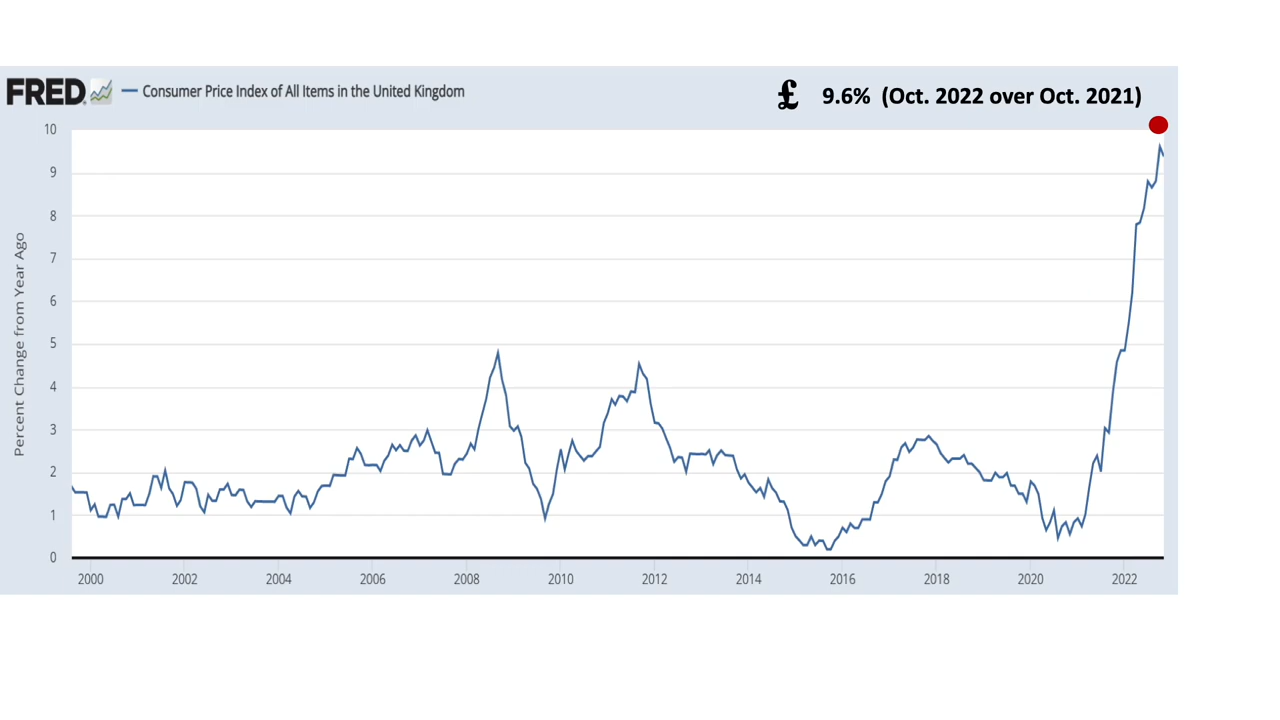 FRED
Consumer Price Index of All Items in the United Kingdom
£ 9.6% (Oct. 2022 over Oct. 2021)
Percent Change from Year Ago
10
9
8
7
6
5
4
3
2
1
0
2000 2002 2004 2006 2008 2010 2012 2014 2016 2018 2020 2022